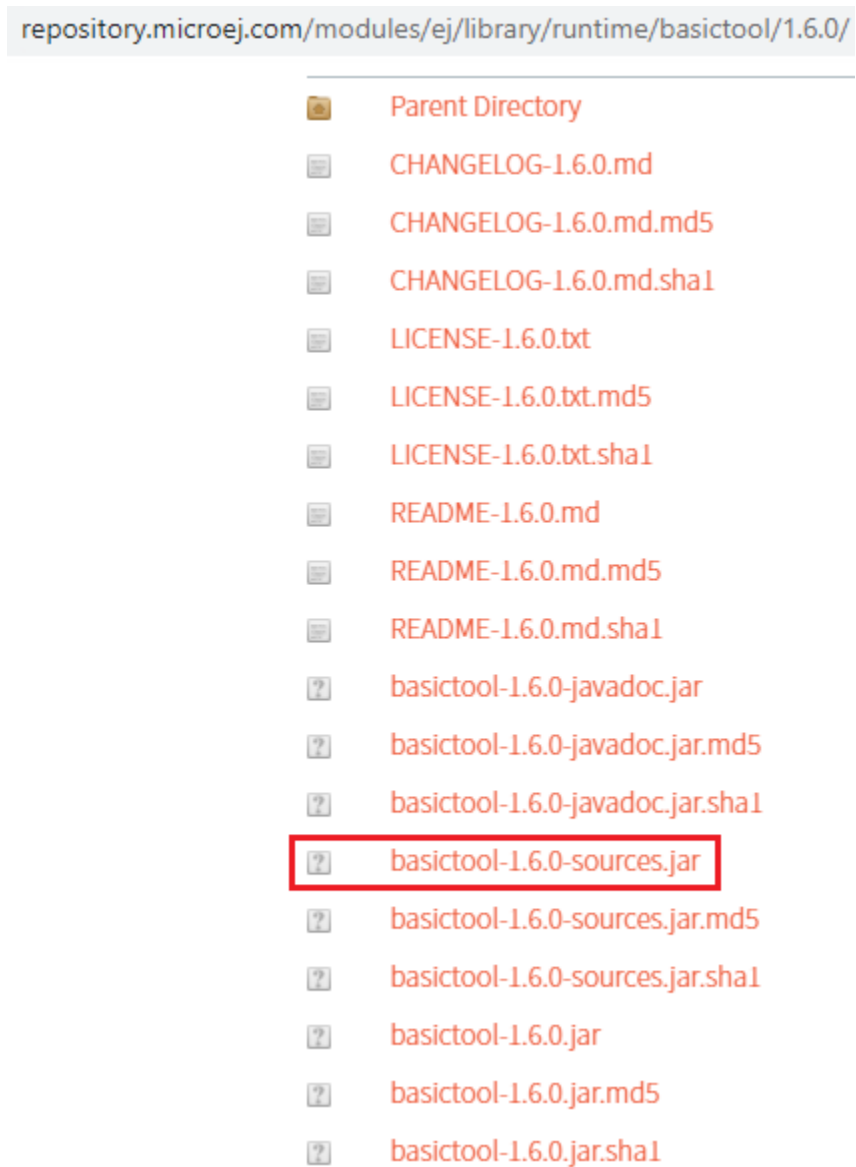 repository.microej.com/modules/ej/library/runtime/basictool/1.6.0/
Parent Directory
CHANGELOG-1.6.0.md
CHANGELOG-1.6.0.md.md5
CHANGELOG-1.6.0.md.sha1
LICENSE-1.6.0.txt
LICENSE-1.6.0.txt.md5
LICENSE-1.6.0.txt.sha1
README-1.6.0.md
README-1.6.0.md.md5
README-1.6.0.md.sha1
basictool-1.6.0-javadoc.jar
basictool-1.6.0-javadoc.jar.md5
basictool-1.6.0-javadoc.jar.sha1
basictool-1.6.0-sources.jar
basictool-1.6.0-sources.jar.md5
basictool-1.6.0-sources.jar.sha1
basictool-1.6.0.jar
basictool-1.6.0.jar.md5
basictool-1.6.0.jar.sha1